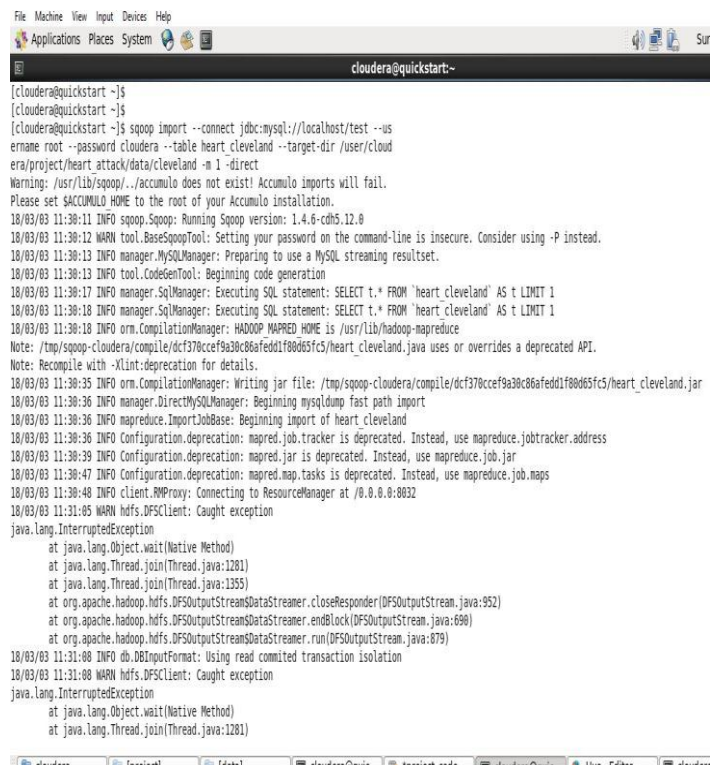 File Machine View Input Devices Help
Applications Places System Sur
cloudera@quickstart:~
[cloudera@quickstart ~]$
[cloudera@quickstart ~]$
[cloudera@quickstart ~]$ sqoop import --connect jdbc:mysql://localhost/test --us
ername root --password cloudera --table heart_cleveland --target-dir /user/cloud
era/project/heart_attack/data/cleveland -m 1 -direct
Warning: /usr/lib/sqoop/../accumulo does not exist! Accumulo imports will fail.
Please set $ACCUMULO_HOME to the root of your Accumulo installation.
18/03/03 11:30:11 INFO sqoop.Sqoop: Running Sqoop version: 1.4.6-cdh5.12.0
18/03/03 11:30:12 WARN tool.BaseSqoopTool: Setting your password on the command-line is insecure. Consider using -P instead.
18/03/03 11:30:13 INFO manager.MySQLManager: Preparing to use a MySQL streaming resultset.
18/03/03 11:30:13 INFO tool.CodeGenTool: Beginning code generation
18/03/03 11:30:17 INFO manager.SqlManager: Executing SQL statement: SELECT t.* FROM `heart_cleveland` AS t LIMIT 1
18/03/03 11:30:18 INFO manager.SqlManager: Executing SQL statement: SELECT t.* FROM `heart_cleveland` AS t LIMIT 1
18/03/03 11:30:18 INFO orm.CompilationManager: HADOOP_MAPRED_HOME is /usr/lib/hadoop-mapreduce
Note: /tmp/sqoop-cloudera/compile/dcf370ccef9a30c86afedd1f80d65fc5/heart_cleveland.java uses or overrides a deprecated API.
Note: Recompile with -Xlint:deprecation for details.
18/03/03 11:30:35 INFO orm.CompilationManager: Writing jar file: /tmp/sqoop-cloudera/compile/dcf370ccef9a30c86afedd1f80d65fc5/heart_cleveland.jar
18/03/03 11:30:36 INFO manager.DirectMySQLManager: Beginning mysqldump fast path import
18/03/03 11:30:36 INFO mapreduce.ImportJobBase: Beginning import of heart_cleveland
18/03/03 11:30:36 INFO Configuration.deprecation: mapred.job.tracker is deprecated. Instead, use mapreduce.jobtracker.address
18/03/03 11:30:39 INFO Configuration.deprecation: mapred.jar is deprecated. Instead, use mapreduce.job.jar
18/03/03 11:30:47 INFO Configuration.deprecation: mapred.map.tasks is deprecated. Instead, use mapreduce.job.maps
18/03/03 11:30:48 INFO client.RMProxy: Connecting to ResourceManager at /0.0.0.0:8032
18/03/03 11:31:05 WARN hdfs.DFSClient: Caught exception
java.lang.InterruptedException
at java.lang.Object.wait(Native Method)
at java.lang.Thread.join(Thread.java:1281)
at java.lang.Thread.join(Thread.java:1355)
at org.apache.hadoop.hdfs.DFSOutputStream$DataStreamer.closeResponder(DFSOutputStream.java:952)
at org.apache.hadoop.hdfs.DFSOutputStream$DataStreamer.endBlock(DFSOutputStream.java:690)
at org.apache.hadoop.hdfs.DFSOutputStream$DataStreamer.run(DFSOutputStream.java:879)
18/03/03 11:31:08 INFO db.DBInputFormat: Using read commited transaction isolation
18/03/03 11:31:08 WARN hdfs.DFSClient: Caught exception
java.lang.InterruptedException
at java.lang.Object.wait(Native Method)
at java.lang.Thread.join(Thread.java:1281)